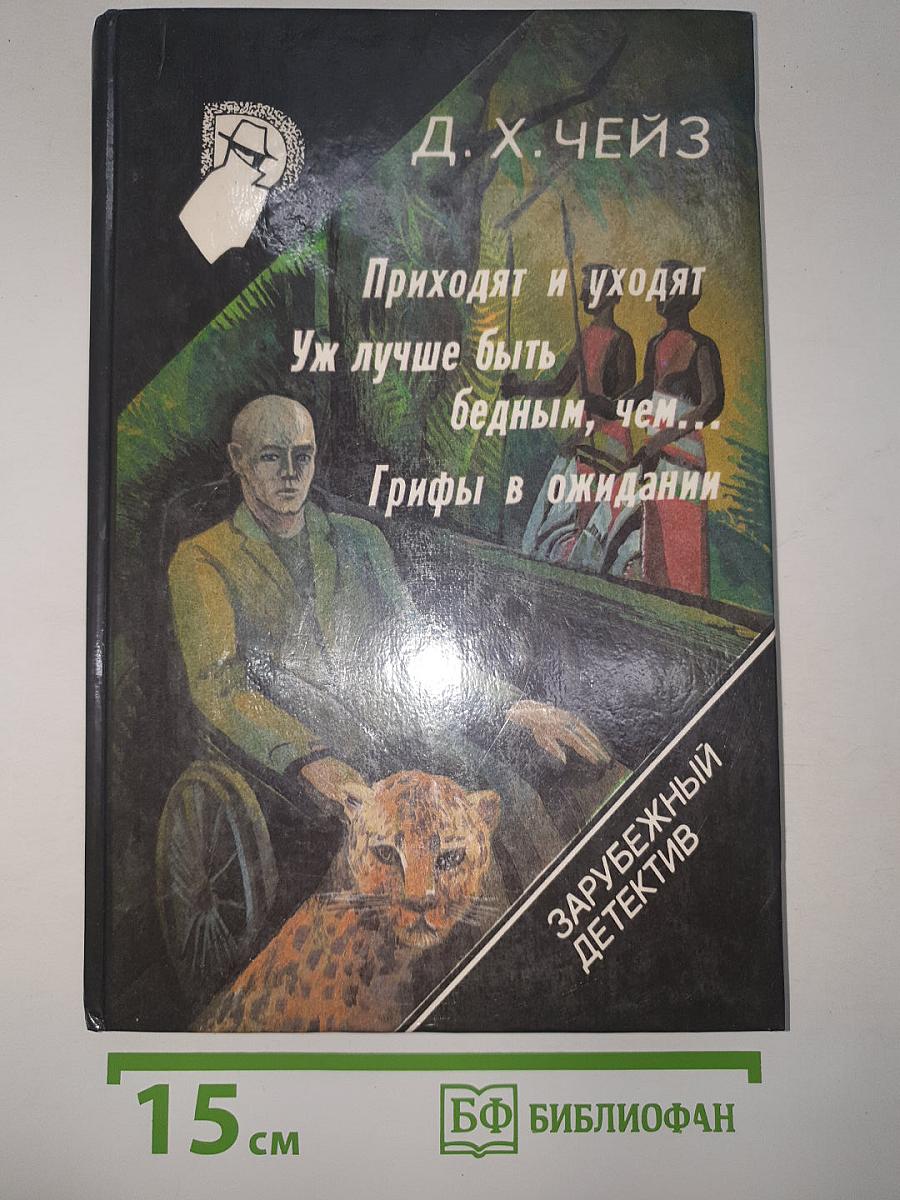 Д. Х. ЧЕЙЗ
Приходят и уходят
Уж лучше быть
бедным, чем...
Грифы в ожидании
ЗАРУБЕЖНЫЙ
ДЕТЕКТИВ
15 см
БФ БИБЛИОФАН